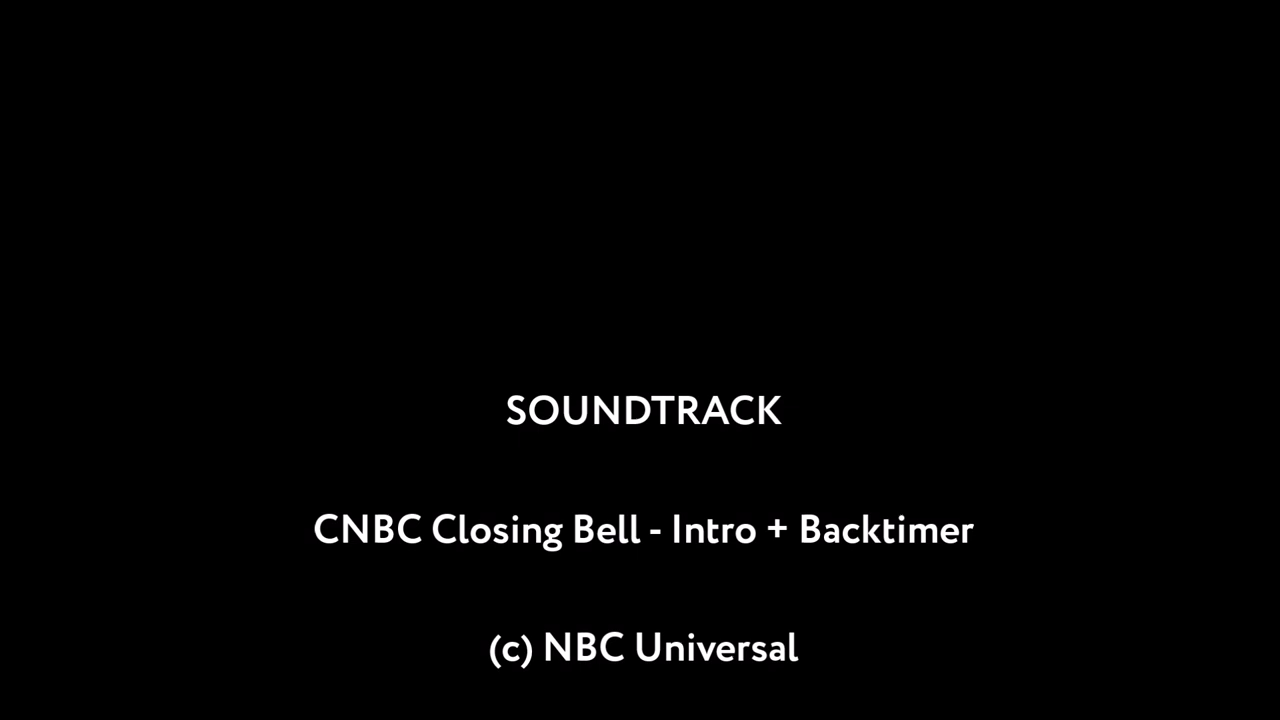 SOUNDTRACK
CNBC Closing Bell - Intro + Backtimer
(c) NBC Universal